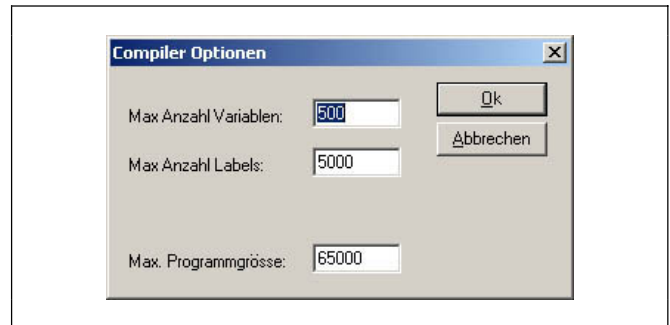 Compiler Optionen
Max Anzahl Variablen: 500
Ok
Abbrechen
Max Anzahl Labels: 5000
Max. Programmgrösse: 65000